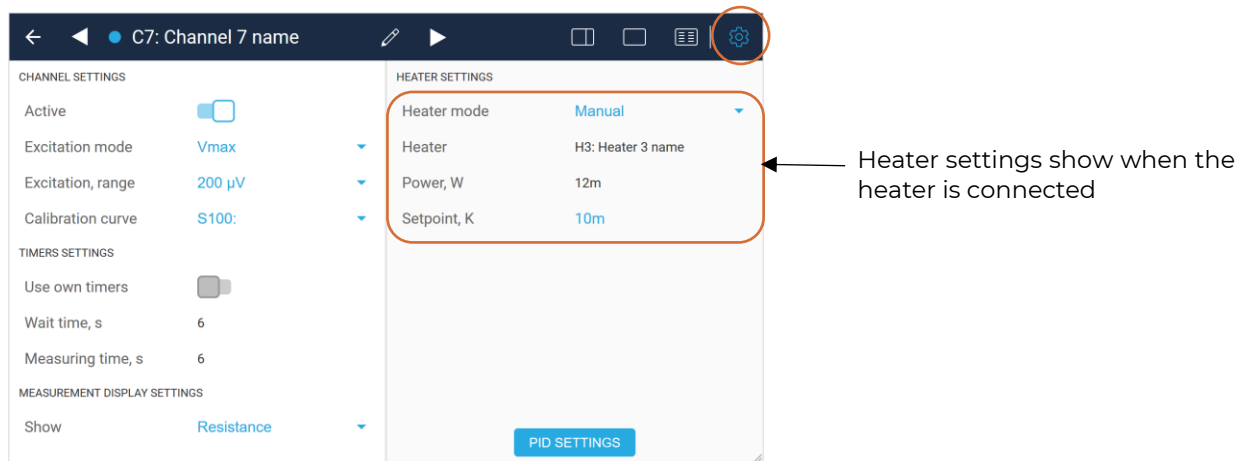 C7: Channel 7 name
CHANNEL SETTINGS
Active
Excitation mode Vmax
Excitation, range 200 µV
Calibration curve S100:
TIMERS SETTINGS
Use own timers
Wait time, s 6
Measuring time, s 6
MEASUREMENT DISPLAY SETTINGS
Show Resistance
HEATER SETTINGS
Heater mode Manual
Heater H3: Heater 3 name
Power, W 12m
Setpoint, K 10m
PID SETTINGS
Heater settings show when the
heater is connected